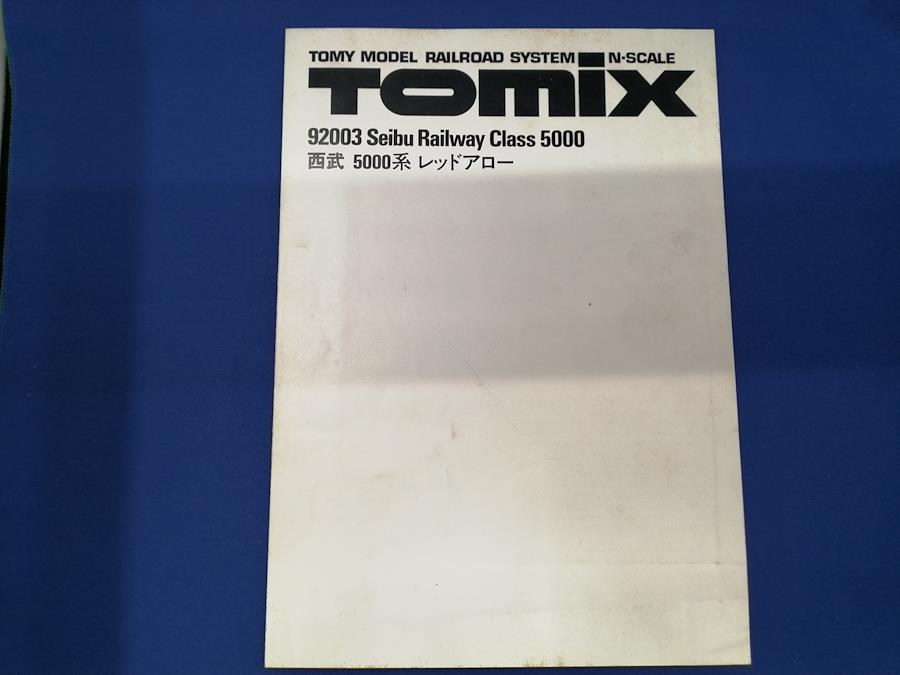 TOMY MODEL RAILROAD SYSTEM N-SCALE
TOMIX
92003 Seibu Railway Class 5000
西武 5000系 レッドアロー